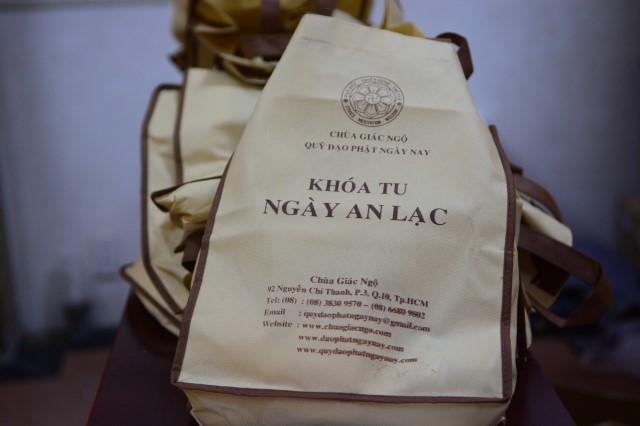 CHÙA GIÁC NGỘ
QUỸ ĐẠO PHẬT NGÀY NAY
KHÓA TU
NGÀY AN LẠC
Chùa Giác Ngộ
92 Nguyễn Chí Thanh, P.3, Q.10, Tp.HCM
Tel: (08) : (08) 3830 9570 – (08) 6680 9802
Email : quydaophatngaynay@gmail.com
Website : www.chuagiacngo.com
www.daophatngaynay.com
www.quydaophatngaynay.com